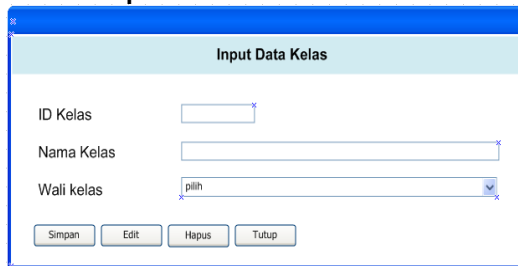 Input Data Kelas
ID Kelas
Nama Kelas
Wali kelas pilih
Simpan Edit Hapus Tutup